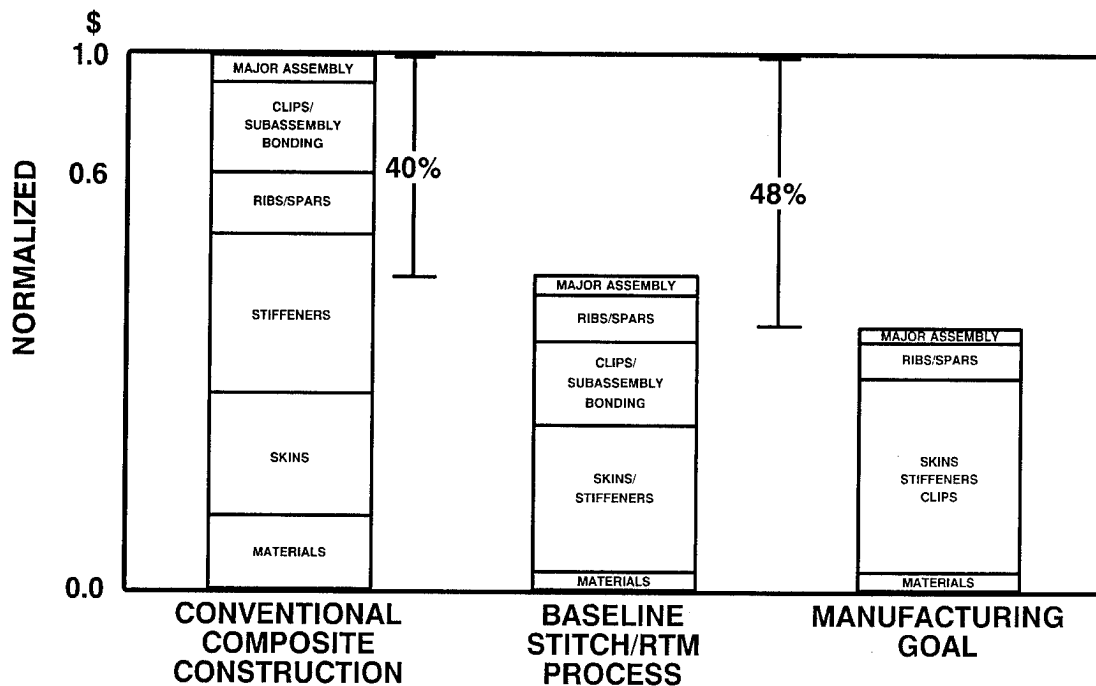 $
1.0
0.6
0.0
NORMALIZED
MAJOR ASSEMBLY
CLIPS/
SUBASSEMBLY
BONDING
RIBS/SPARS
STIFFENERS
SKINS
MATERIALS
40%
MAJOR ASSEMBLY
RIBS/SPARS
CLIPS/
SUBASSEMBLY
BONDING
SKINS/
STIFFENERS
MATERIALS
48%
MAJOR ASSEMBLY
RIBS/SPARS
SKINS
STIFFENERS
CLIPS
MATERIALS
CONVENTIONAL
COMPOSITE
CONSTRUCTION
BASELINE
STITCH/RTM
PROCESS
MANUFACTURING
GOAL